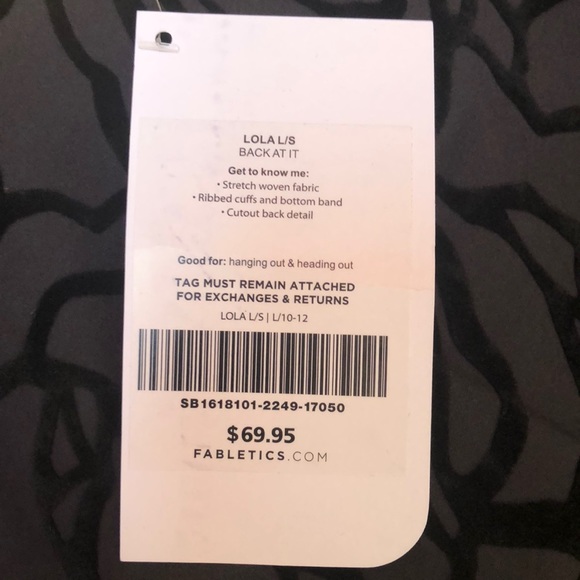 LOLA L/S
BACK AT IT
Get to know me:
• Stretch woven fabric
• Ribbed cuffs and bottom band
• Cutout back detail
Good for: hanging out & heading out
TAG MUST REMAIN ATTACHED
FOR EXCHANGES & RETURNS
LOLA L/S | L/10-12
SB1618101-2249-17050
$69.95
FABLETICS.COM